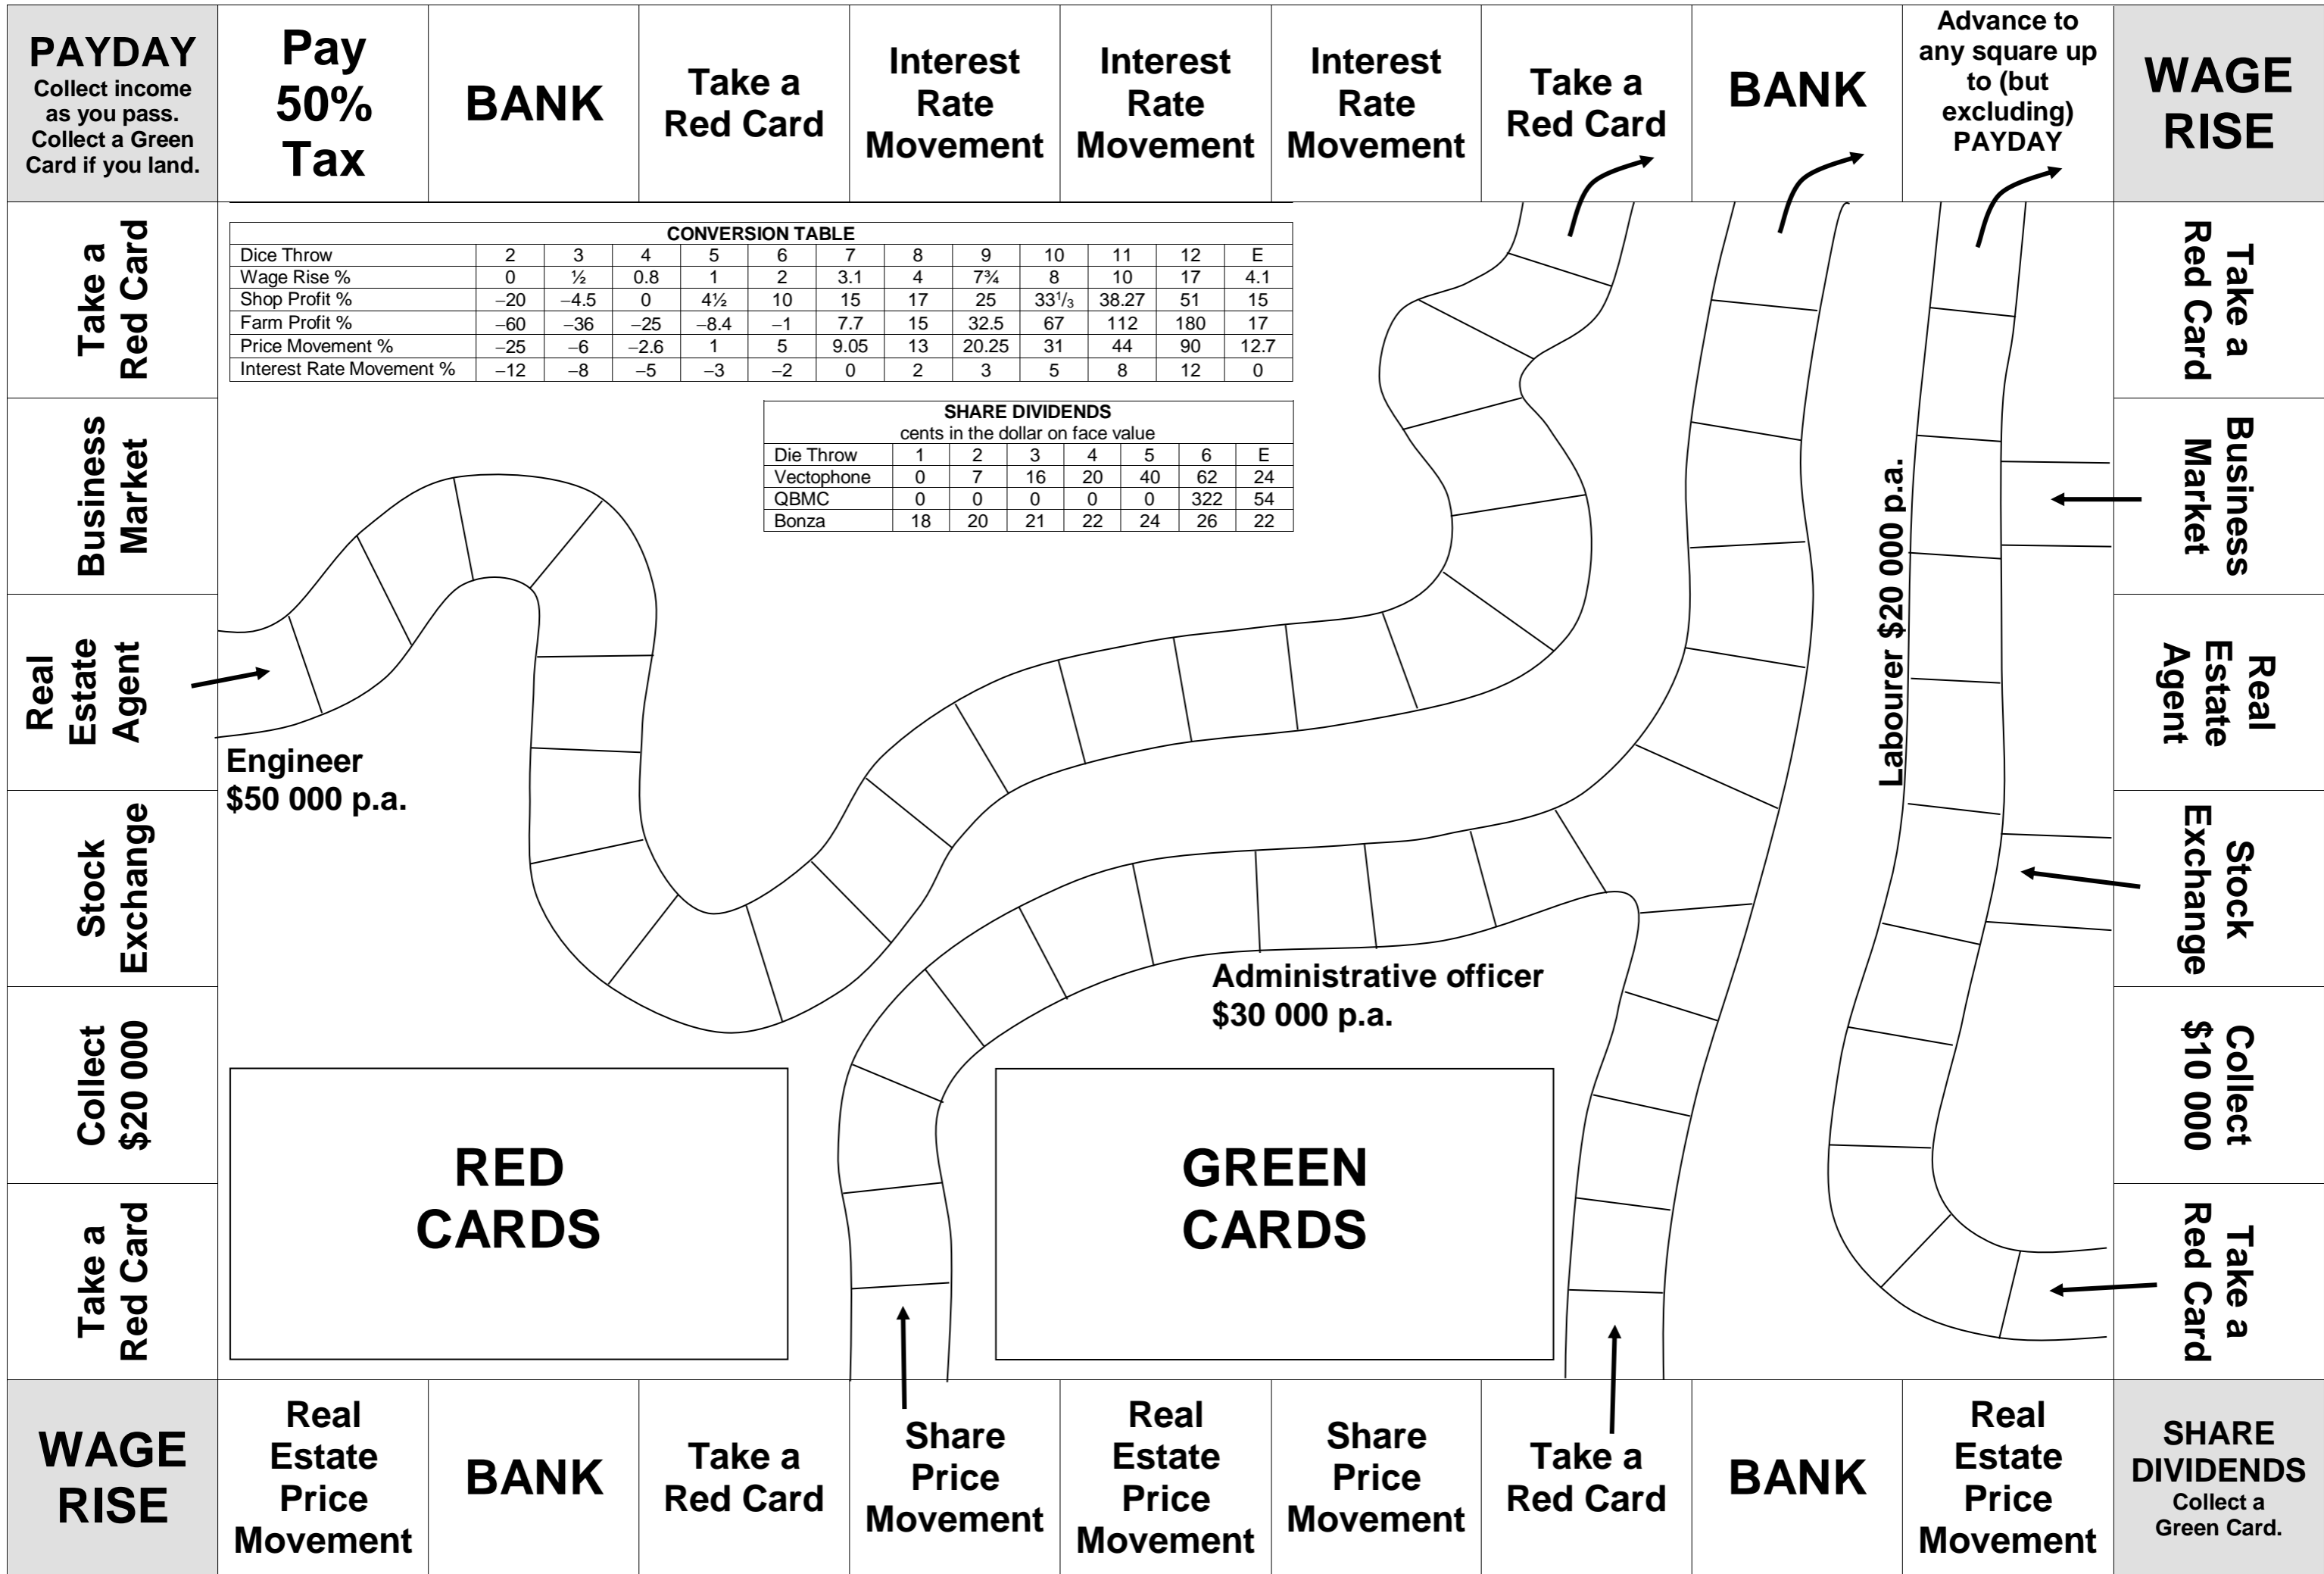 PAYDAY
Collect income
as you pass.
Collect a Green
Card if you land.
Pay
50%
Tax
BANK
Take a
Red Card
Interest
Rate
Movement
Interest
Rate
Movement
Interest
Rate
Movement
Take a
Red Card
BANK
Advance to
any square up
to (but
excluding)
PAYDAY
WAGE
RISE
Take a
Red Card
Business
Market
Real
Estate
Agent
Stock
Exchange
Collect
$20 000
Take a
Red Card
CONVERSION TABLE
Dice Throw 2 3 4 5 6 7 8 9 10 11 12 E
Wage Rise % 0 ½ 0.8 1 2 3.1 4 7¾ 8 10 17 4.1
Shop Profit % −20 −4.5 0 4½ 10 15 17 25 33¹/₃ 38.27 51 15
Farm Profit % −60 −36 −25 −8.4 −1 7.7 15 32.5 67 112 180 17
Price Movement % −25 −6 −2.6 1 5 9.05 13 20.25 31 44 90 12.7
Interest Rate Movement % −12 −8 −5 −3 −2 0 2 3 5 8 12 0
SHARE DIVIDENDS
cents in the dollar on face value
Die Throw 1 2 3 4 5 6 E
Vectophone 0 7 16 20 40 62 24
QBMC 0 0 0 0 0 322 54
Bonza 18 20 21 22 24 26 22
Engineer
$50 000 p.a.
Labourer $20 000 p.a.
Administrative officer
$30 000 p.a.
RED
CARDS
GREEN
CARDS
Take a
Red Card
Business
Market
Real
Estate
Agent
Stock
Exchange
Collect
$10 000
Take a
Red Card
WAGE
RISE
Real
Estate
Price
Movement
BANK
Take a
Red Card
Share
Price
Movement
Real
Estate
Price
Movement
Share
Price
Movement
Take a
Red Card
BANK
Real
Estate
Price
Movement
SHARE
DIVIDENDS
Collect a
Green Card.